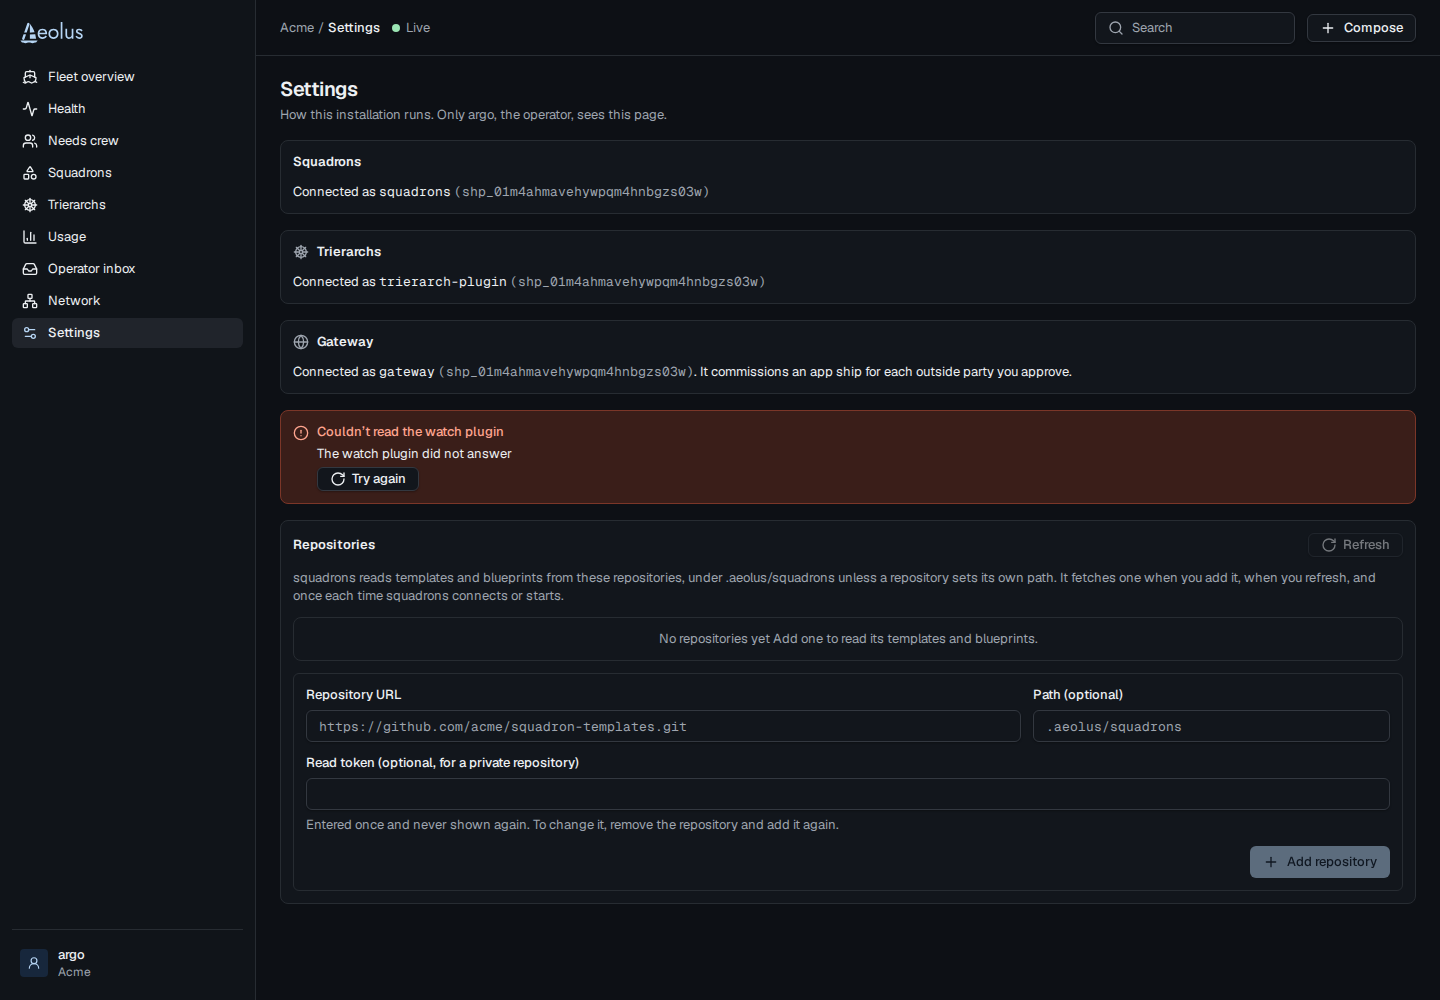 Aeolus
Fleet overview
Health
Needs crew
Squadrons
Trierarchs
Usage
Operator inbox
Network
Settings
argo
Acme
Acme / Settings Live
Search
Compose
Settings
How this installation runs. Only argo, the operator, sees this page.
Squadrons
Connected as squadrons (shp_01m4ahmavehywpqm4hnbgzs03w)
Trierarchs
Connected as trierarch-plugin (shp_01m4ahmavehywpqm4hnbgzs03w)
Gateway
Connected as gateway (shp_01m4ahmavehywpqm4hnbgzs03w). It commissions an app ship for each outside party you approve.
Couldn't read the watch plugin
The watch plugin did not answer
Try again
Repositories
Refresh
squadrons reads templates and blueprints from these repositories, under .aeolus/squadrons unless a repository sets its own path. It fetches one when you add it, when you refresh, and
once each time squadrons connects or starts.
No repositories yet Add one to read its templates and blueprints.
Repository URL
Path (optional)
https://github.com/acme/squadron-templates.git
.aeolus/squadrons
Read token (optional, for a private repository)
Entered once and never shown again. To change it, remove the repository and add it again.
Add repository